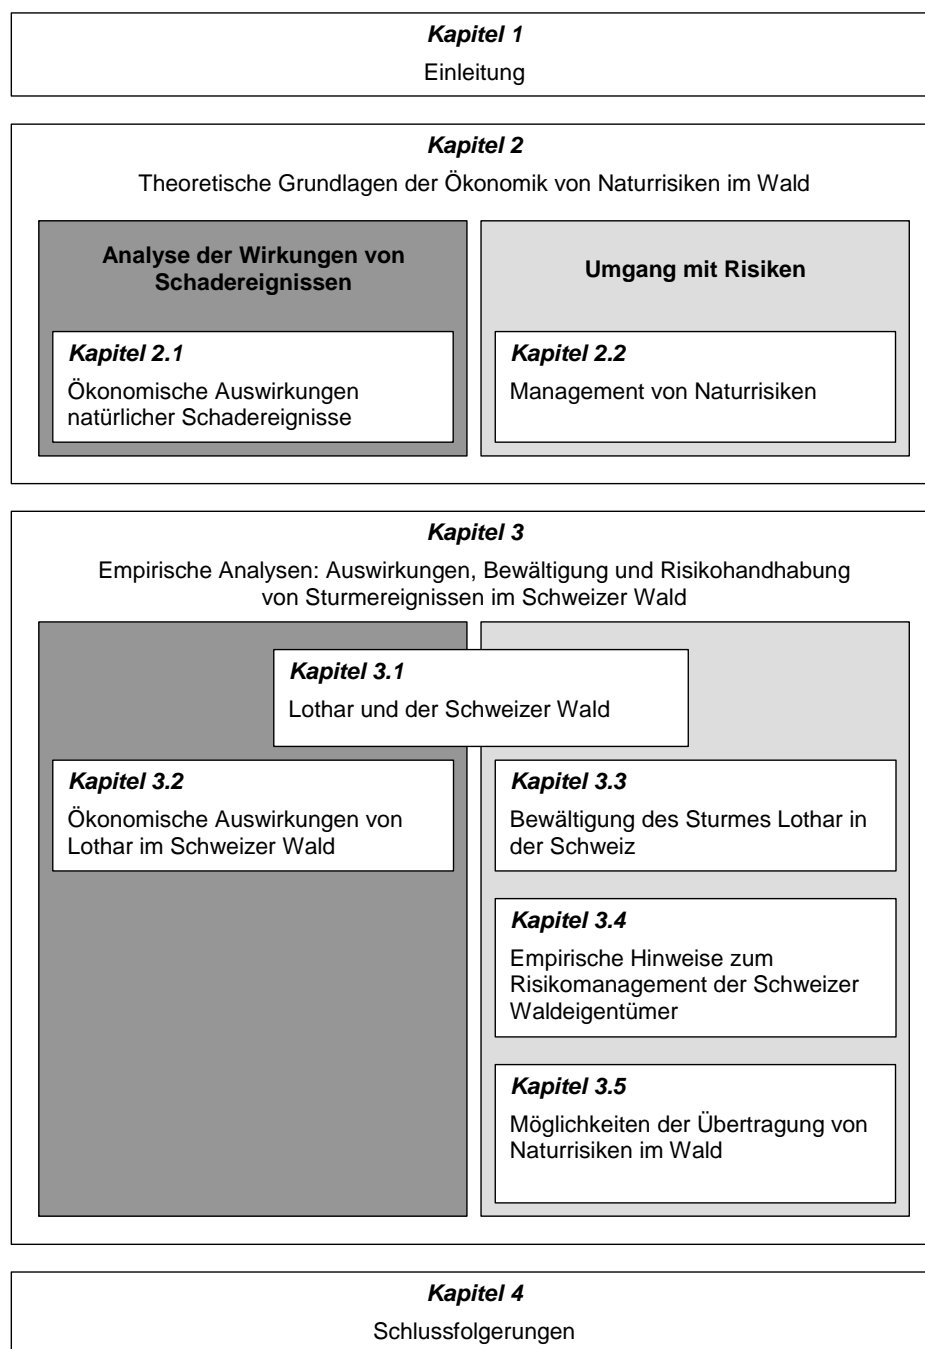 Kapitel 1
Einleitung
Kapitel 2
Theoretische Grundlagen der Ökonomik von Naturrisiken im Wald
Analyse der Wirkungen von
Schadereignissen
Kapitel 2.1
Ökonomische Auswirkungen
natürlicher Schadereignisse
Umgang mit Risiken
Kapitel 2.2
Management von Naturrisiken
Kapitel 3
Empirische Analysen: Auswirkungen, Bewältigung und Risikohandhabung
von Sturmereignissen im Schweizer Wald
Kapitel 3.1
Lothar und der Schweizer Wald
Kapitel 3.2
Ökonomische Auswirkungen von
Lothar im Schweizer Wald
Kapitel 3.3
Bewältigung des Sturmes Lothar in
der Schweiz
Kapitel 3.4
Empirische Hinweise zum
Risikomanagement der Schweizer
Waldeigentümer
Kapitel 3.5
Möglichkeiten der Übertragung von
Naturrisiken im Wald
Kapitel 4
Schlussfolgerungen